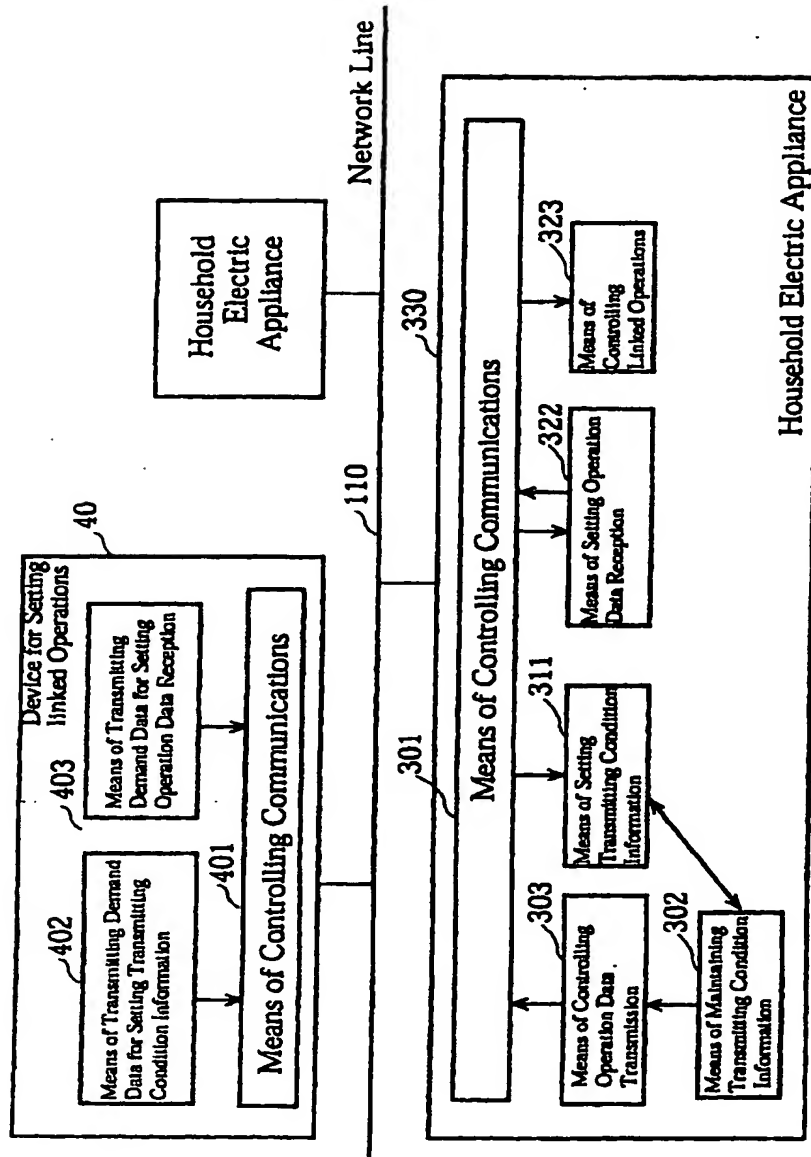 Device for Setting
linked Operations
40
402
Means of Transmitting Demand
Data for Setting Transmitting
Condition Information
403
Means of Transmitting
Demand Data for Setting
Operation Data Reception
401
Means of Controlling Communications
Household
Electric
Appliance
110
Network Line
330
301
Means of Controlling Communications
303
Means of Controlling
Operation Data
Transmission
311
Means of Setting
Transmitting Condition
Information
322
Means of Setting Operation
Data Reception
323
Means of
Controlling
Linked Operations
302
Means of Maintaining
Transmitting Condition
Information
Household Electric Appliance